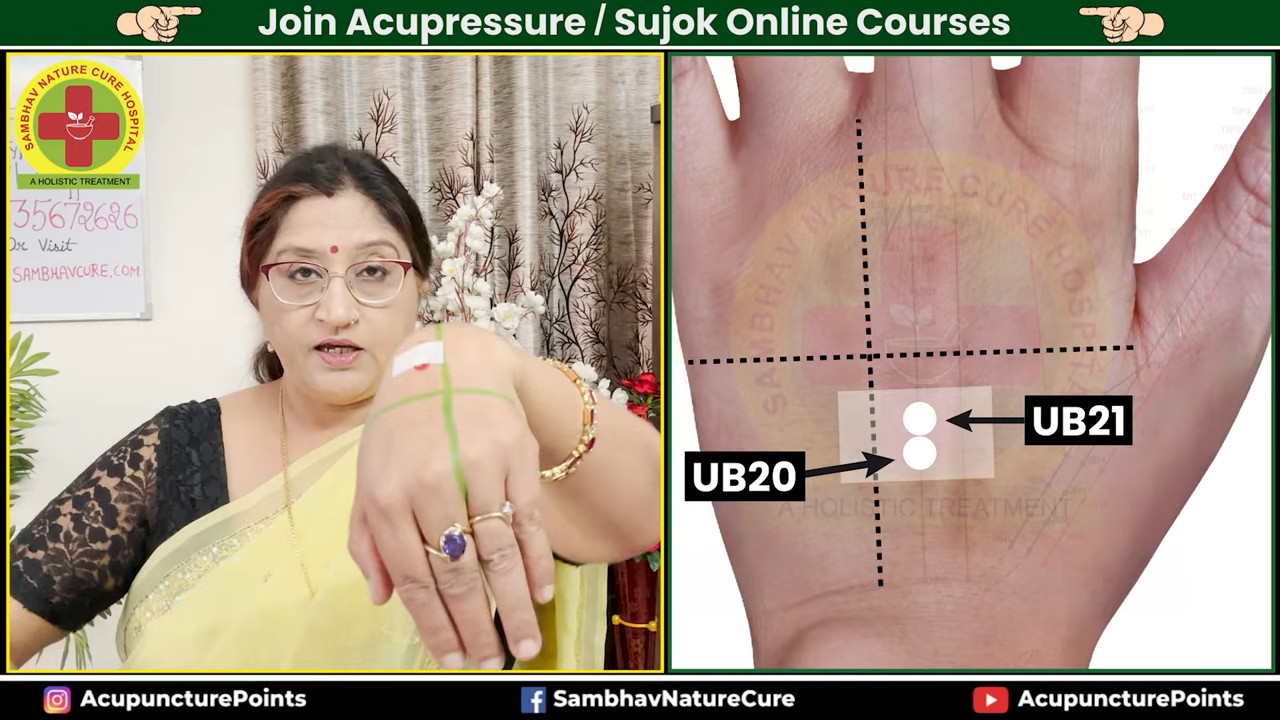 Join Acupressure / Sujok Online Courses
SAMBHAV NATURE CURE HOSPITAL
A HOLISTIC TREATMENT
35672626
Or Visit
SAMBHAVCURE.COM
SAMBHAV NATURE CURE HOSPITAL
UB21
UB20
A HOLISTIC TREATMENT
AcupuncturePoints
SambhavNatureCure
AcupuncturePoints